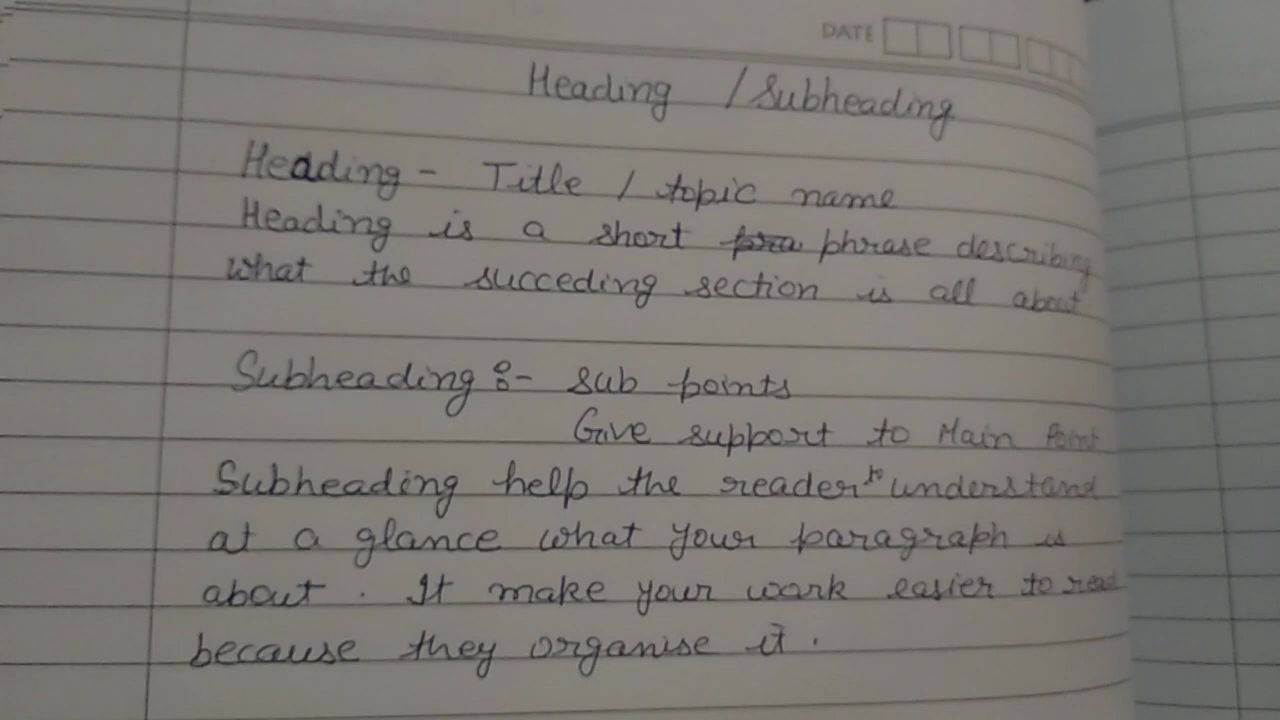 DATE
Heading / Subheading
Heading - Title / topic name
Heading is a short phrase describing
what the succeding section is all about
Subheading :- sub points
Give support to Main Point
Subheading help the reader to understand
at a glance what your paragraph is
about. It make your work easier to read
because they organise it.